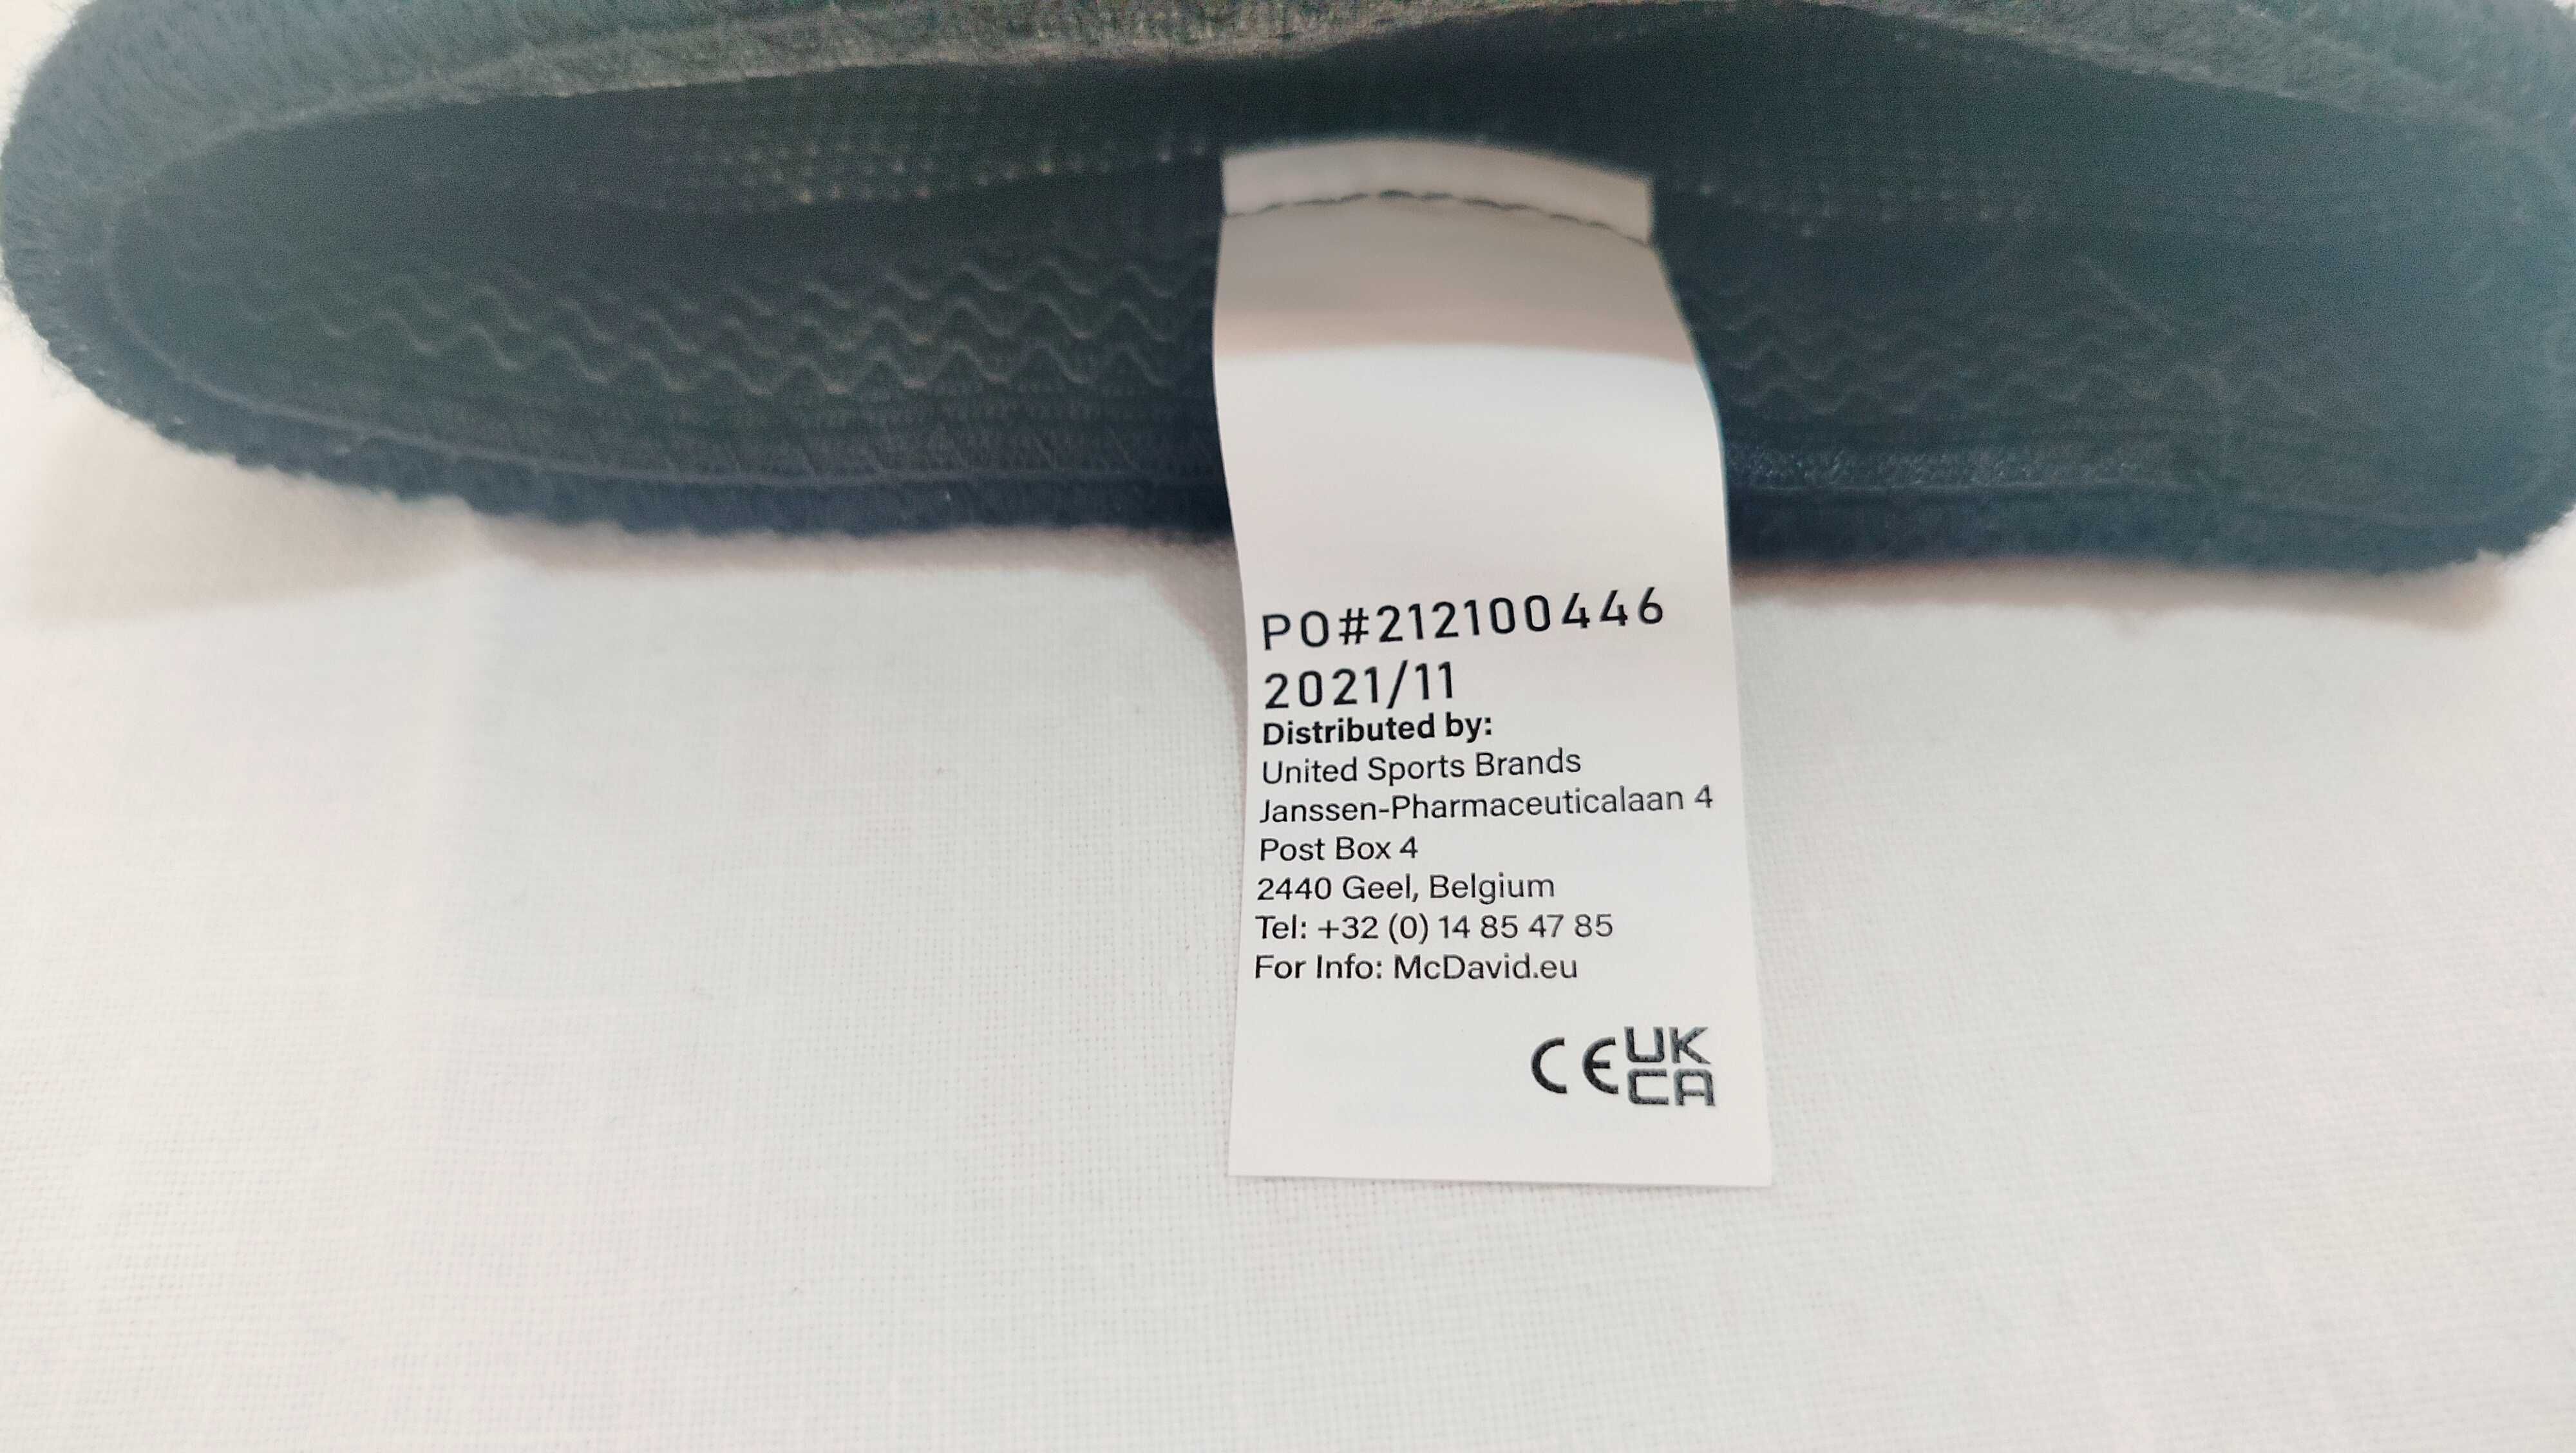 PO#212100446
2021/11
Distributed by:
United Sports Brands
Janssen-Pharmaceuticalaan 4
Post Box 4
2440 Geel, Belgium
Tel: +32 (0) 14 85 47 85
For Info: McDavid.eu
CE UK
CA